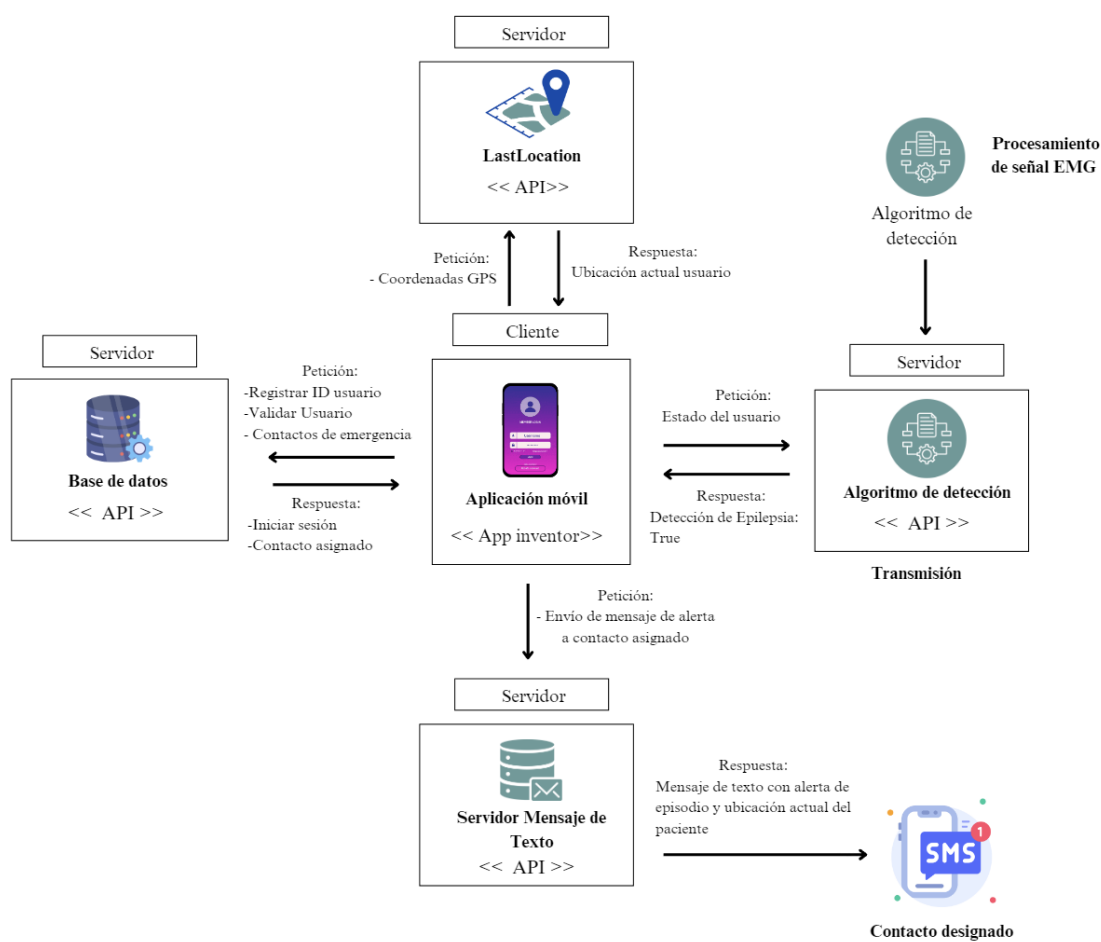 Servidor
LastLocation
<< API>>
Procesamiento
de señal EMG
Algoritmo de
detección
Petición:
- Coordenadas GPS
Respuesta:
Ubicación actual usuario
Servidor
Base de datos
<< API >>
Petición:
-Registrar ID usuario
-Validar Usuario
- Contactos de emergencia
Respuesta:
-Iniciar sesión
-Contacto asignado
Cliente
Aplicación móvil
<< App inventor>>
Petición:
Estado del usuario
Respuesta:
Detección de Epilepsia:
True
Servidor
Algoritmo de detección
<< API >>
Transmisión
Petición:
- Envío de mensaje de alerta
a contacto asignado
Servidor
Servidor Mensaje de
Texto
<< API >>
Respuesta:
Mensaje de texto con alerta de
episodio y ubicación actual del
paciente
1
SMS
Contacto designado